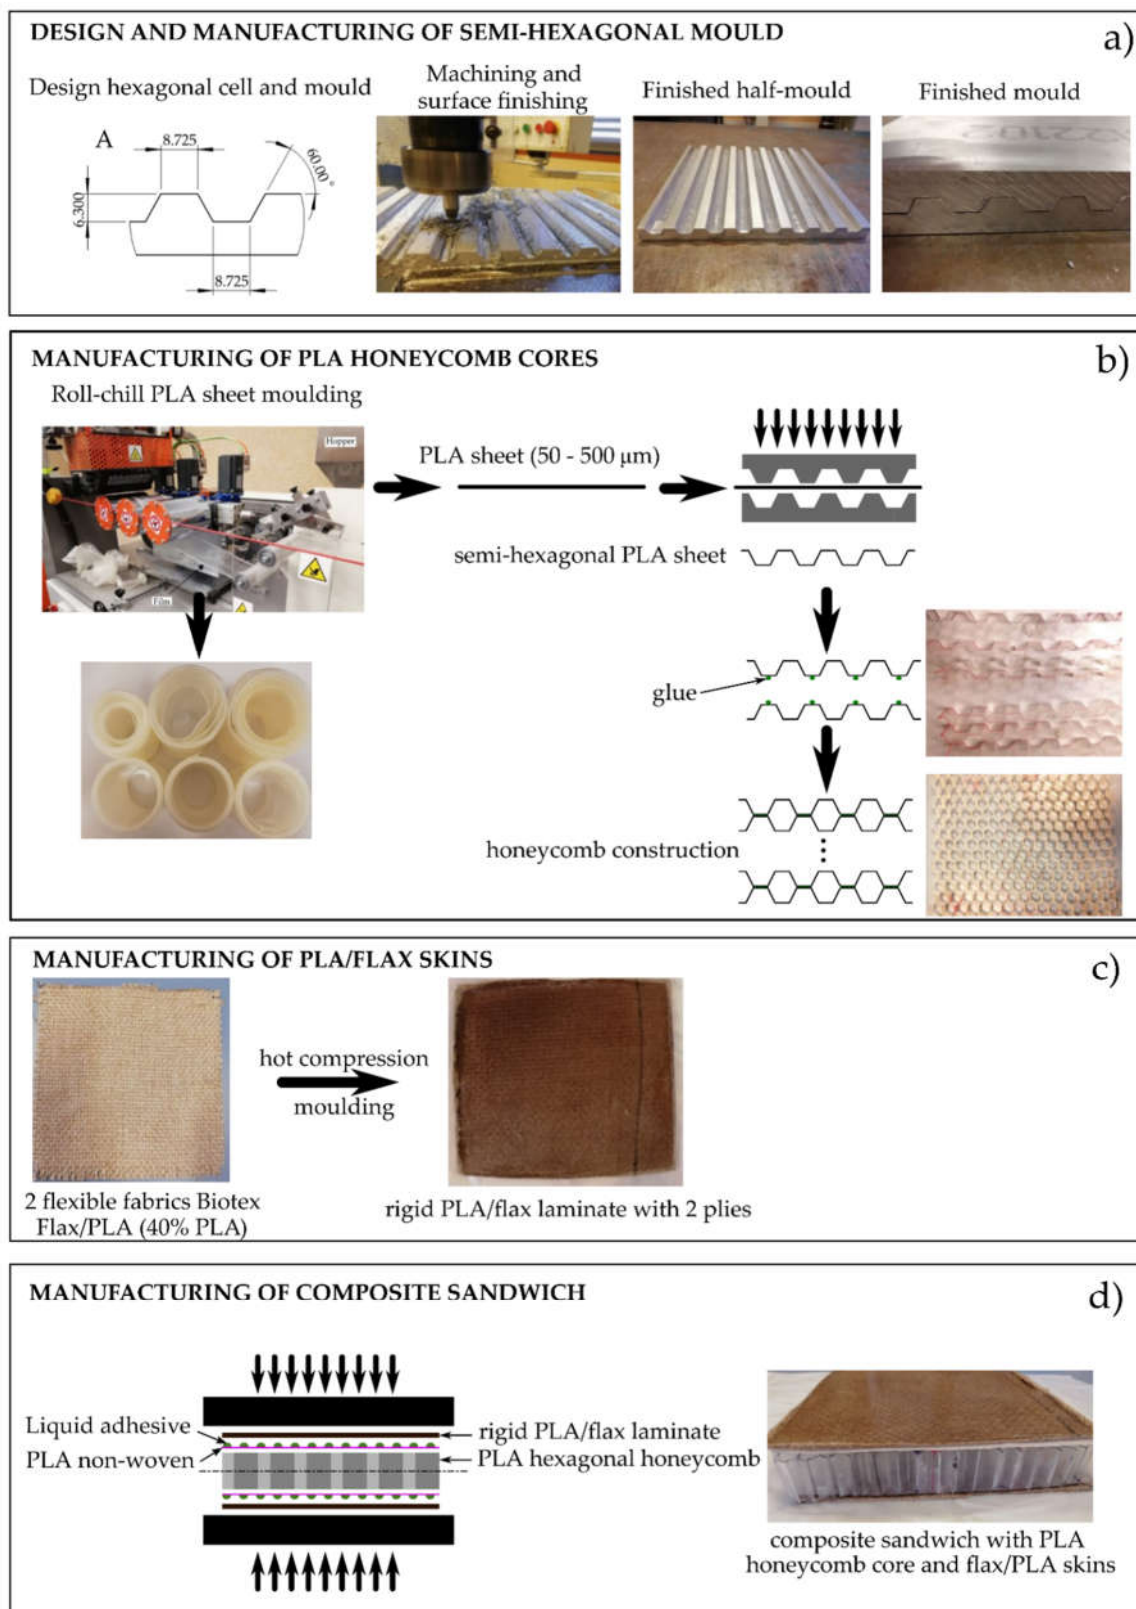 DESIGN AND MANUFACTURING OF SEMI-HEXAGONAL MOULD
a)
Design hexagonal cell and mould
Machining and
surface finishing
Finished half-mould
Finished mould
A
8.725
60.00°
6.300
8.725
MANUFACTURING OF PLA HONEYCOMB CORES
b)
Roll-chill PLA sheet moulding
Hopper
Film
PLA sheet (50 - 500 µm)
semi-hexagonal PLA sheet
glue
honeycomb construction
MANUFACTURING OF PLA/FLAX SKINS
c)
hot compression
moulding
2 flexible fabrics Biotex
Flax/PLA (40% PLA)
rigid PLA/flax laminate with 2 plies
MANUFACTURING OF COMPOSITE SANDWICH
d)
Liquid adhesive
PLA non-woven
rigid PLA/flax laminate
PLA hexagonal honeycomb
composite sandwich with PLA
honeycomb core and flax/PLA skins